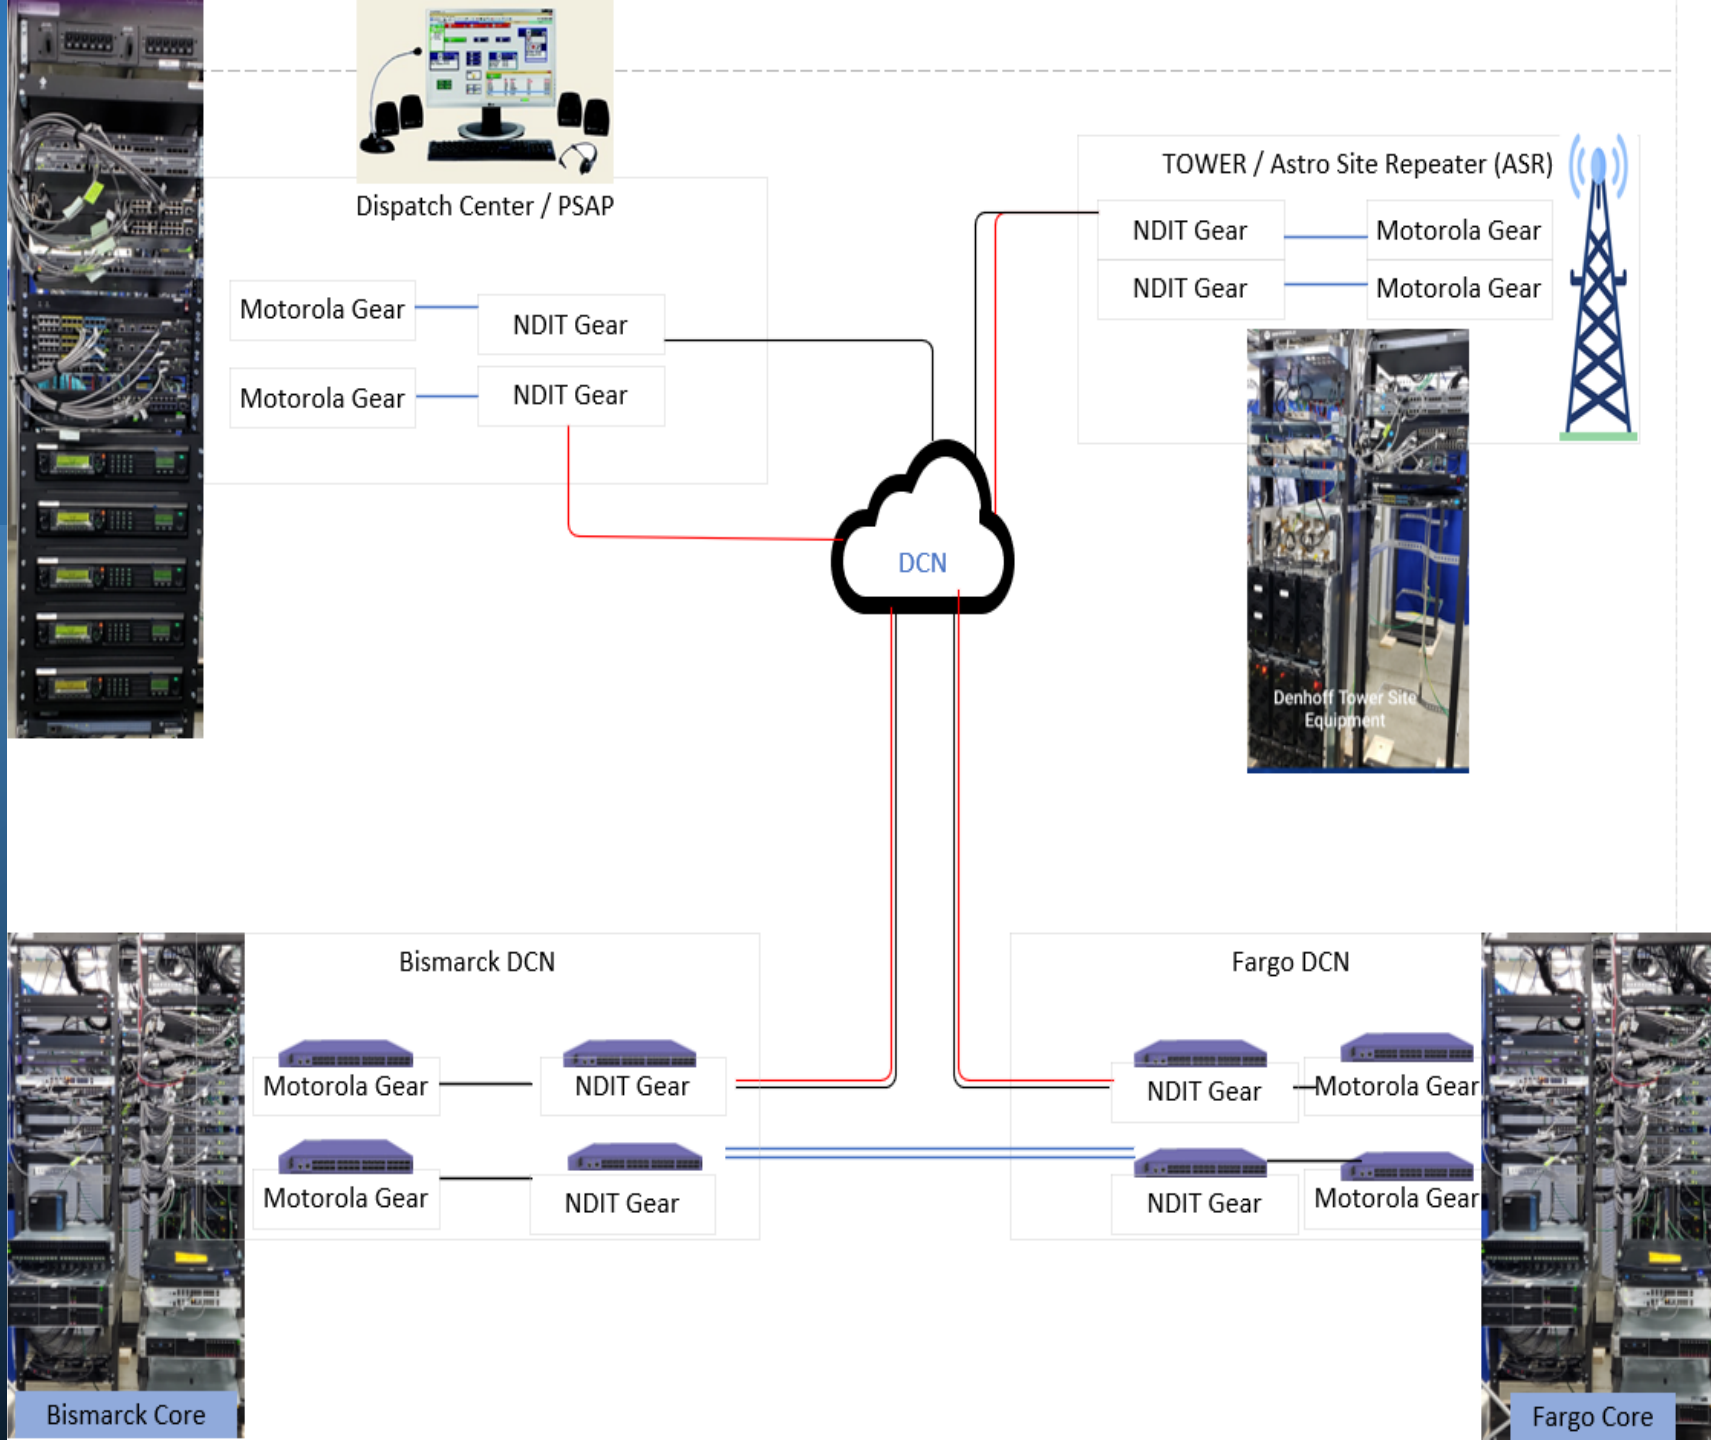 Dispatch Center / PSAP
TOWER / Astro Site Repeater (ASR)
NDIT Gear
Motorola Gear
NDIT Gear
Motorola Gear
Motorola Gear
NDIT Gear
Motorola Gear
NDIT Gear
DCN
Denhoff Tower Site
Equipment
Bismarck DCN
Motorola Gear
NDIT Gear
Motorola Gear
NDIT Gear
Fargo DCN
NDIT Gear
Motorola Gear
NDIT Gear
Motorola Gear
Bismarck Core
Fargo Core